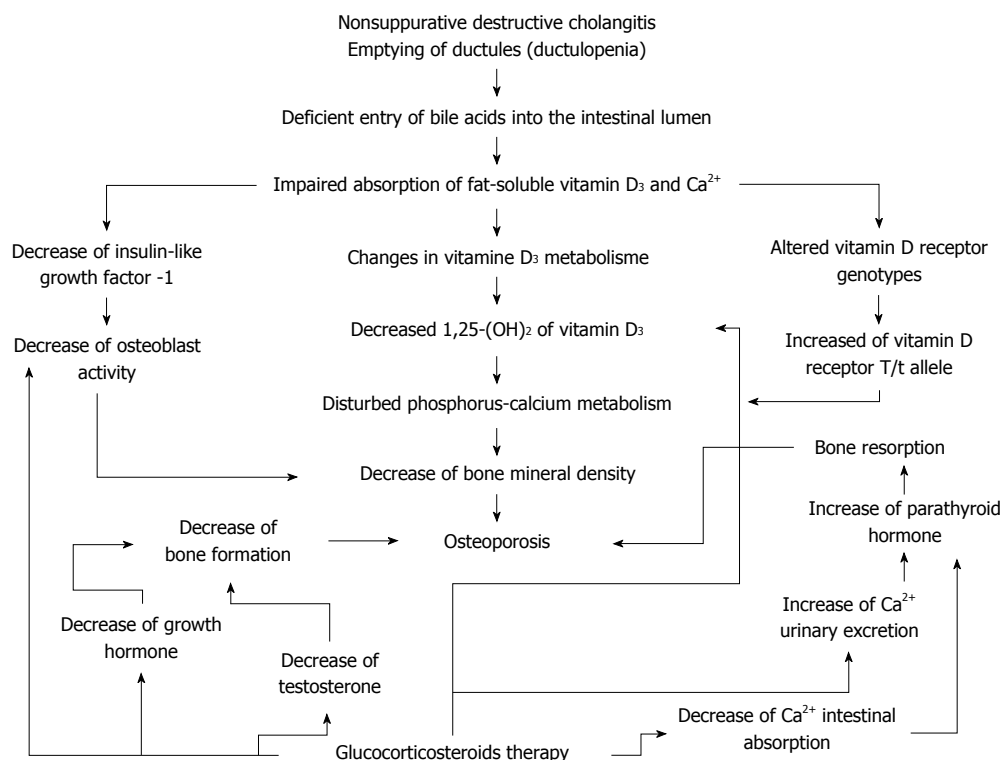 Nonsuppurative destructive cholangitis
Emptying of ductules (ductulopenia)
Deficient entry of bile acids into the intestinal lumen
Impaired absorption of fat-soluble vitamin D₃ and Ca²⁺
Decrease of insulin-like
growth factor -1
Changes in vitamine D₃ metabolisme
Altered vitamin D receptor
genotypes
Decrease of osteoblast
activity
Decreased 1,25-(OH)₂ of vitamin D₃
Increased of vitamin D
receptor T/t allele
Disturbed phosphorus-calcium metabolism
Bone resorption
Decrease of bone mineral density
Increase of parathyroid
hormone
Decrease of
bone formation
Osteoporosis
Increase of Ca²⁺
urinary excretion
Decrease of growth
hormone
Decrease of
testosterone
Decrease of Ca²⁺ intestinal
absorption
Glucocorticosteroids therapy